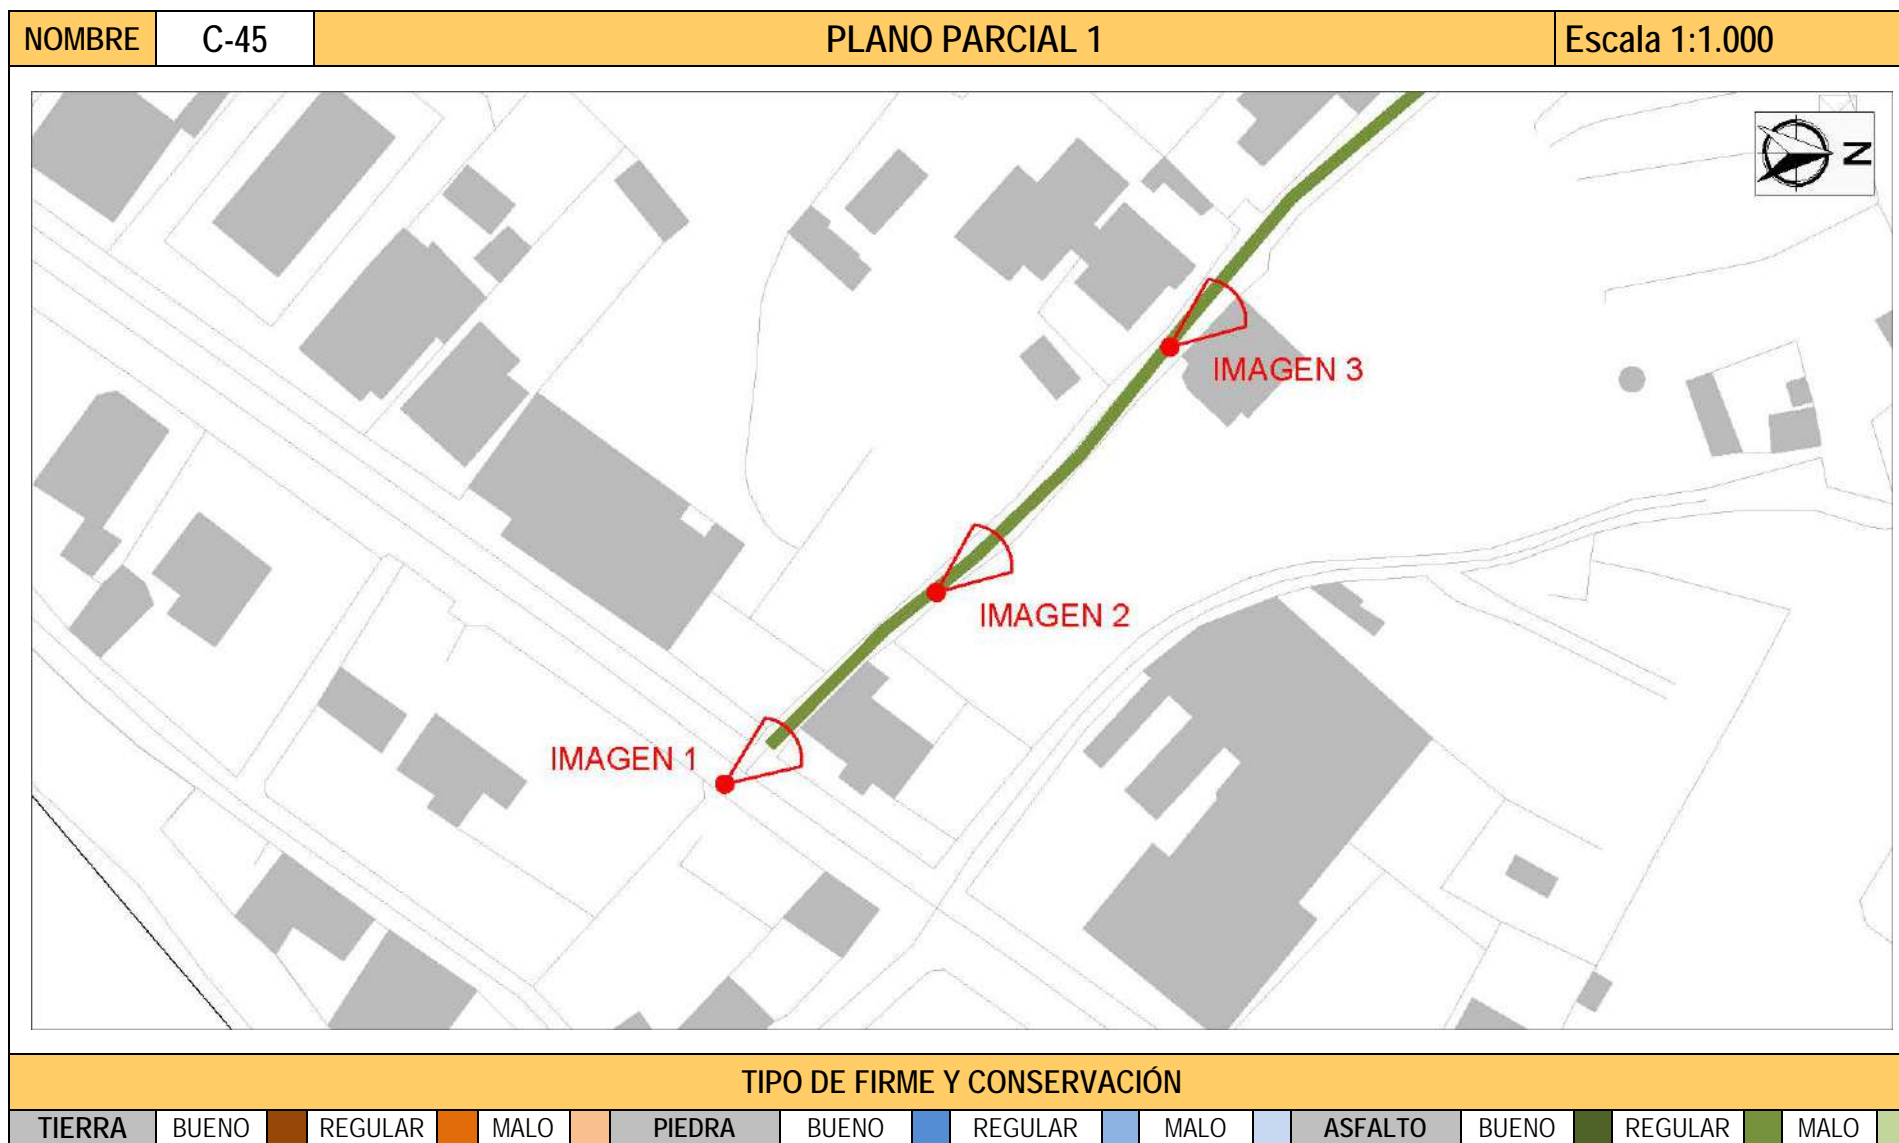 NOMBRE C-45 PLANO PARCIAL 1 Escala 1:1.000
N
IMAGEN 3
IMAGEN 2
IMAGEN 1
TIPO DE FIRME Y CONSERVACIÓN
TIERRA BUENO REGULAR MALO PIEDRA BUENO REGULAR MALO ASFALTO BUENO REGULAR MALO